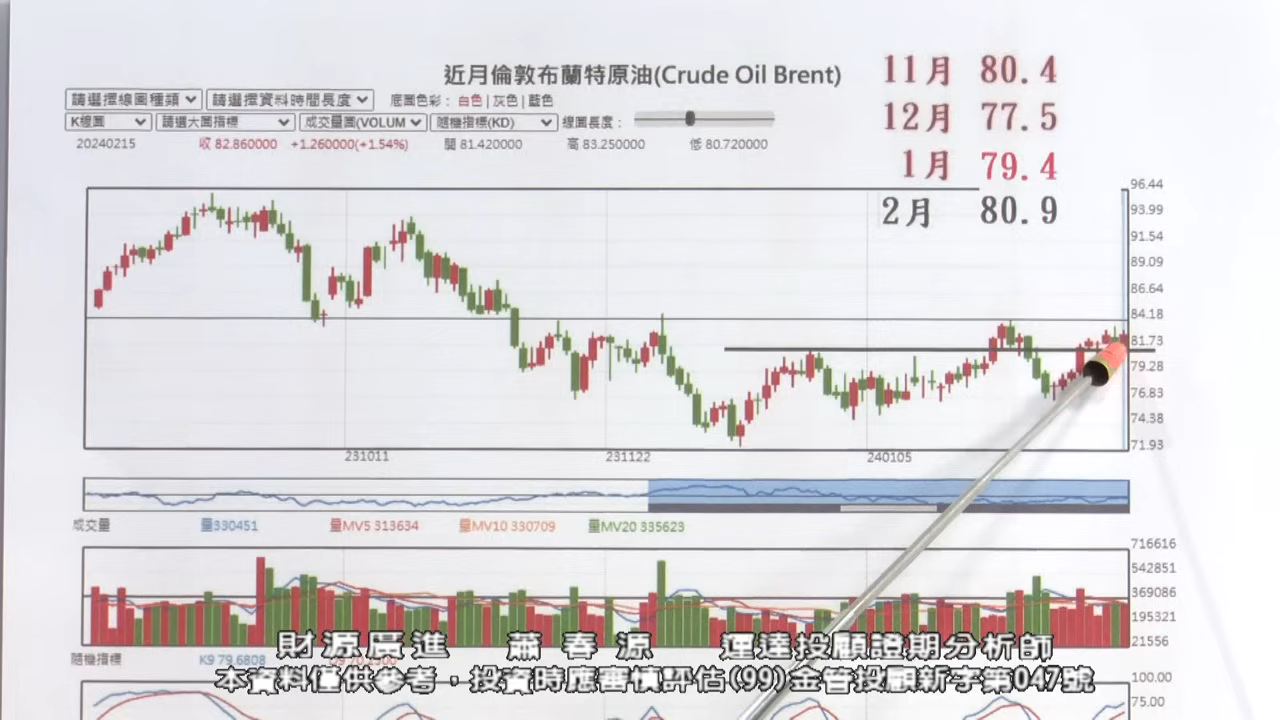 近月倫敦布蘭特原油(Crude Oil Brent)
11月 80.4
12月 77.5
1月 79.4
2月 80.9
請選擇線圖種類 請選擇資料時間長度 底圖色彩： 白色 | 灰色 | 藍色
K線圖 請選大圖指標 成交量圖(VOLUM 隨機指標(KD) 線圖長度：
20240215 收 82.860000 +1.260000(+1.54%) 開 81.420000 高 83.250000 低 80.720000
96.44
93.99
91.54
89.09
86.64
84.18
81.73
79.28
76.83
74.38
71.93
231011 231122 240105
成交量 量330451 量MV5 313634 量MV10 330709 量MV20 335623
716616
542851
369086
195321
21556
財源廣進 蕭春源 運達投顧證期分析師
隨機指標 K9 79.6808
本資料僅供參考，投資時應審慎評估(99)金管投顧新字第047號
100.00
75.00